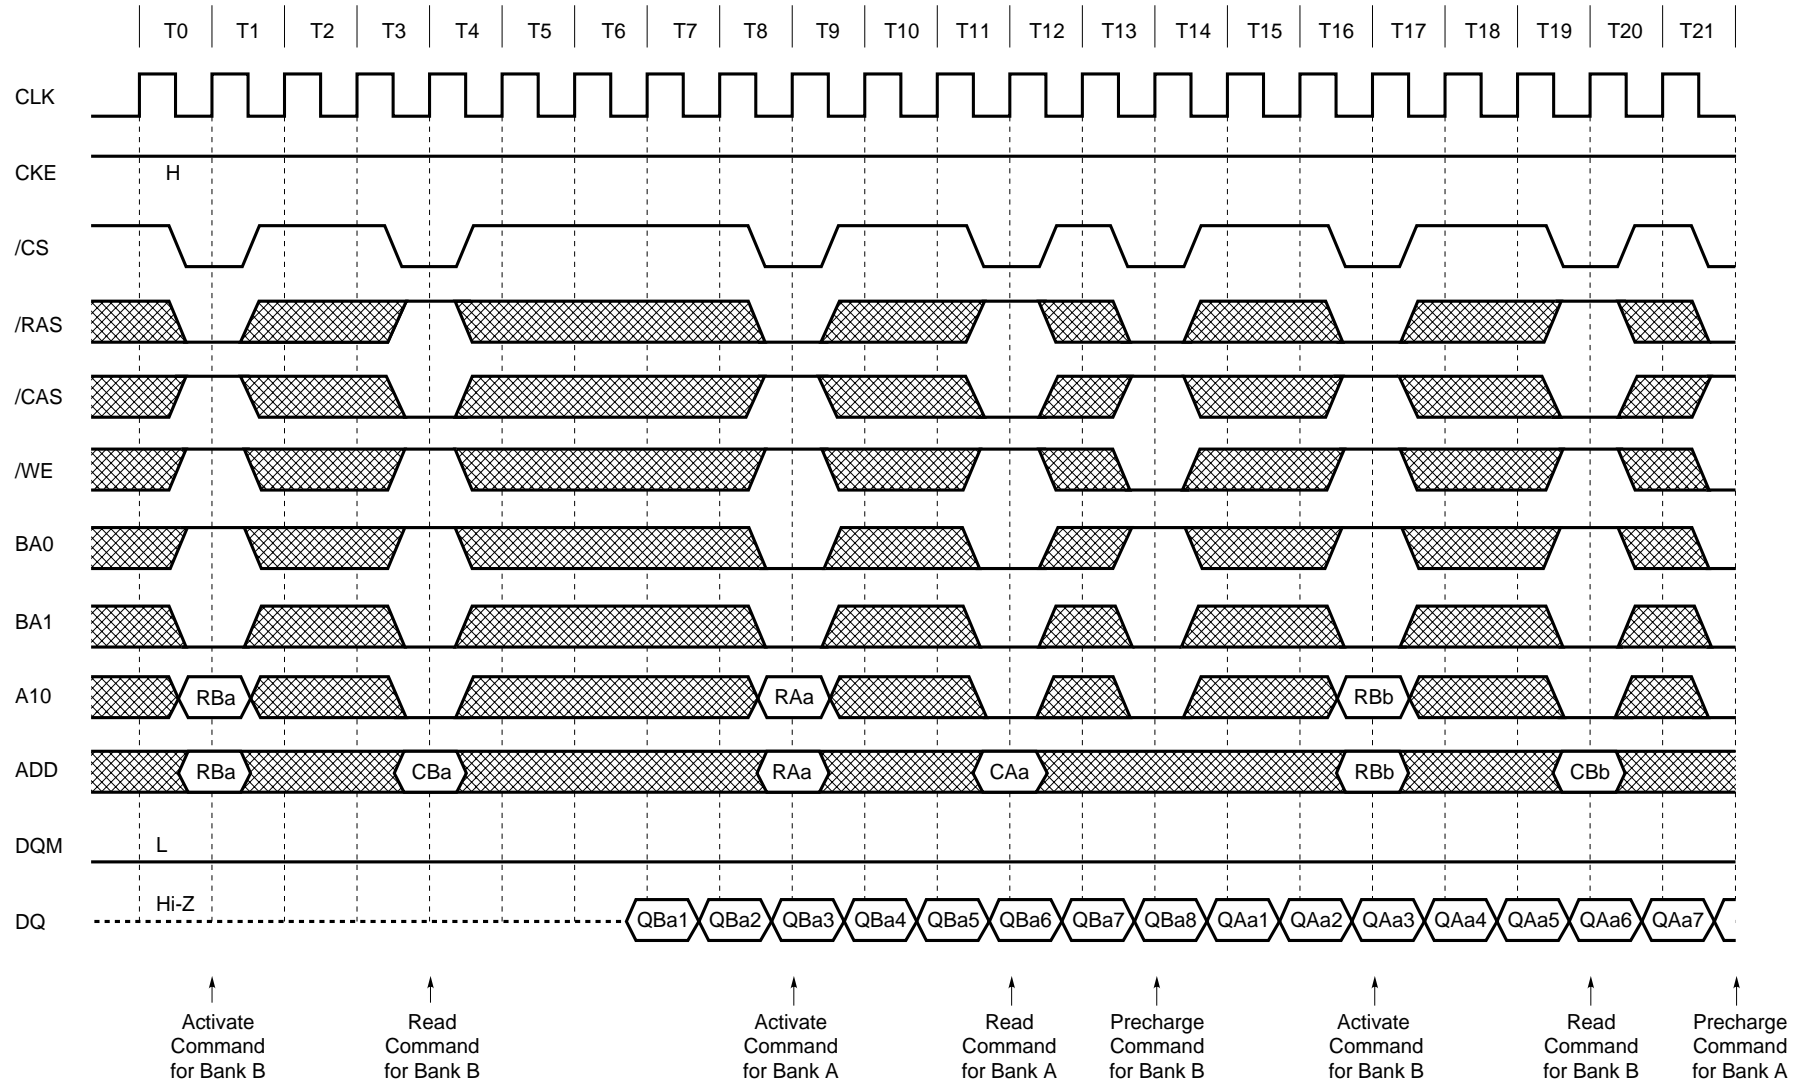 T0 T1 T2 T3 T4 T5 T6 T7 T8 T9 T10 T11 T12 T13 T14 T15 T16 T17 T18 T19 T20 T21
CLK
CKE H
/CS
/RAS
/CAS
/WE
BA0
BA1
A10 RBa RAa RBb
ADD RBa CBa RAa CAa RBb CBb
DQM L
Hi-Z
DQ QBa1 QBa2 QBa3 QBa4 QBa5 QBa6 QBa7 QBa8 QAa1 QAa2 QAa3 QAa4 QAa5 QAa6 QAa7
Activate
Command
for Bank B
Read
Command
for Bank B
Activate
Command
for Bank A
Read
Command
for Bank A
Precharge
Command
for Bank B
Activate
Command
for Bank B
Read
Command
for Bank B
Precharge
Command
for Bank A